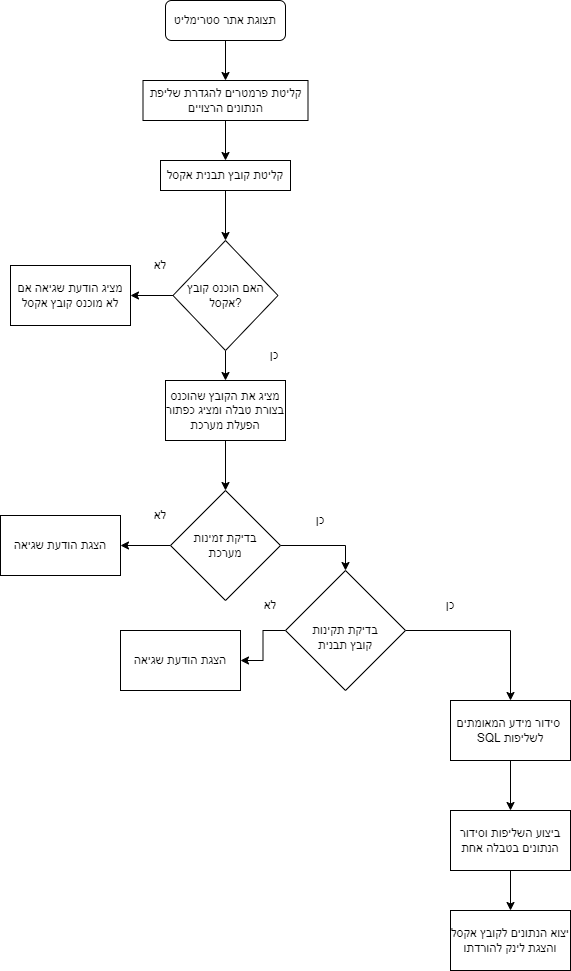 תצוגת אתר סטרימליט
קליטת פרמטרים להגדרת שליפת
הנתונים הרצויים
קליטת קובץ תבנית אקסל
לא
האם הוכנס קובץ
אקסל?
מציג הודעת שגיאה אם
לא מוכנס קובץ אקסל
כן
מציג את הקובץ שהוכנס
בצורת טבלה ומציג כפתור
הפעלת מערכת
לא
כן
בדיקת זמינות
מערכת
הצגת הודעת שגיאה
לא
כן
בדיקת תקינות
קובץ תבנית
הצגת הודעת שגיאה
סידור מידע המאומתים
לשליפות SQL
ביצוע השליפות וסידור
הנתונים בטבלה אחת
יצוא הנתונים לקובץ אקסל
והצגת לינק להורדתו